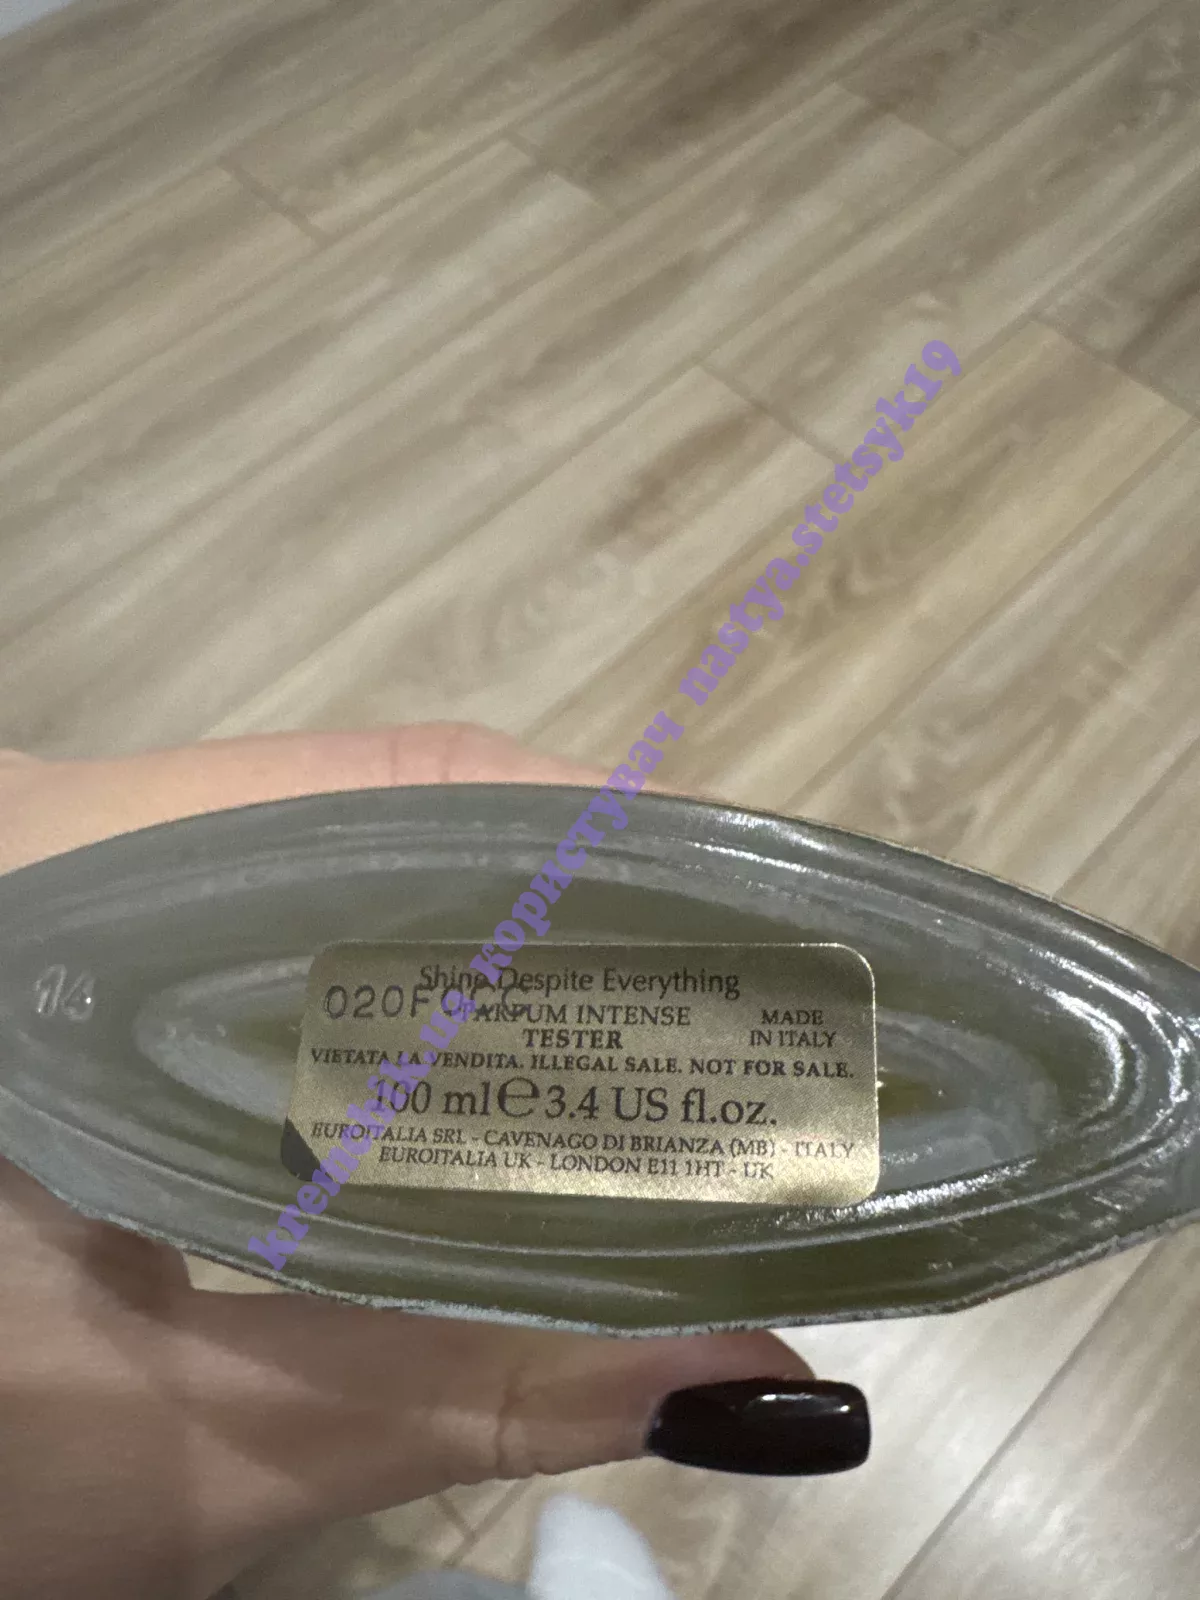 14
Shine Despite Everything
020F
PARFUM INTENSE
MADE
IN ITALY
TESTER
VIETATA LA VENDITA. ILLEGAL SALE. NOT FOR SALE.
100 ml e 3.4 US fl.oz.
EUROITALIA SRL - CAVENAGO DI BRIANZA (MB) - ITALY
EUROITALIA UK - LONDON E11 1HT - UK
kremchik.ua користувач nastya.stetsyk19